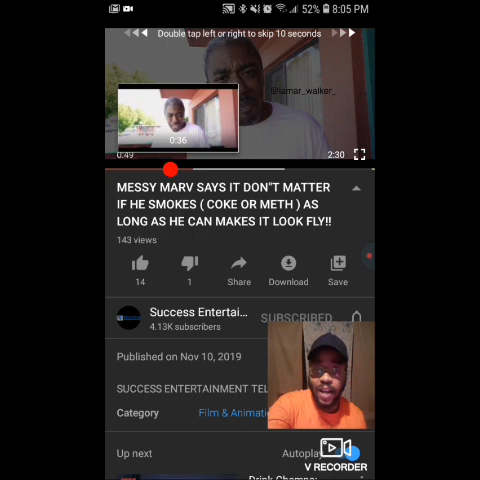 52% 8:05 PM
Double tap left or right to skip 10 seconds
@lamar_walker_
0:36
0:49
2:30
MESSY MARV SAYS IT DON"T MATTER
IF HE SMOKES ( COKE OR METH ) AS
LONG AS HE CAN MAKES IT LOOK FLY!!
143 views
14
1
Share
Download
Save
Success Entertai...
SUBSCRIBED
4.13K subscribers
Published on Nov 10, 2019
SUCCESS ENTERTAINMENT TEL
Category
Film & Animati
Up next
Autoplay
V RECORDER
Drink Champs: